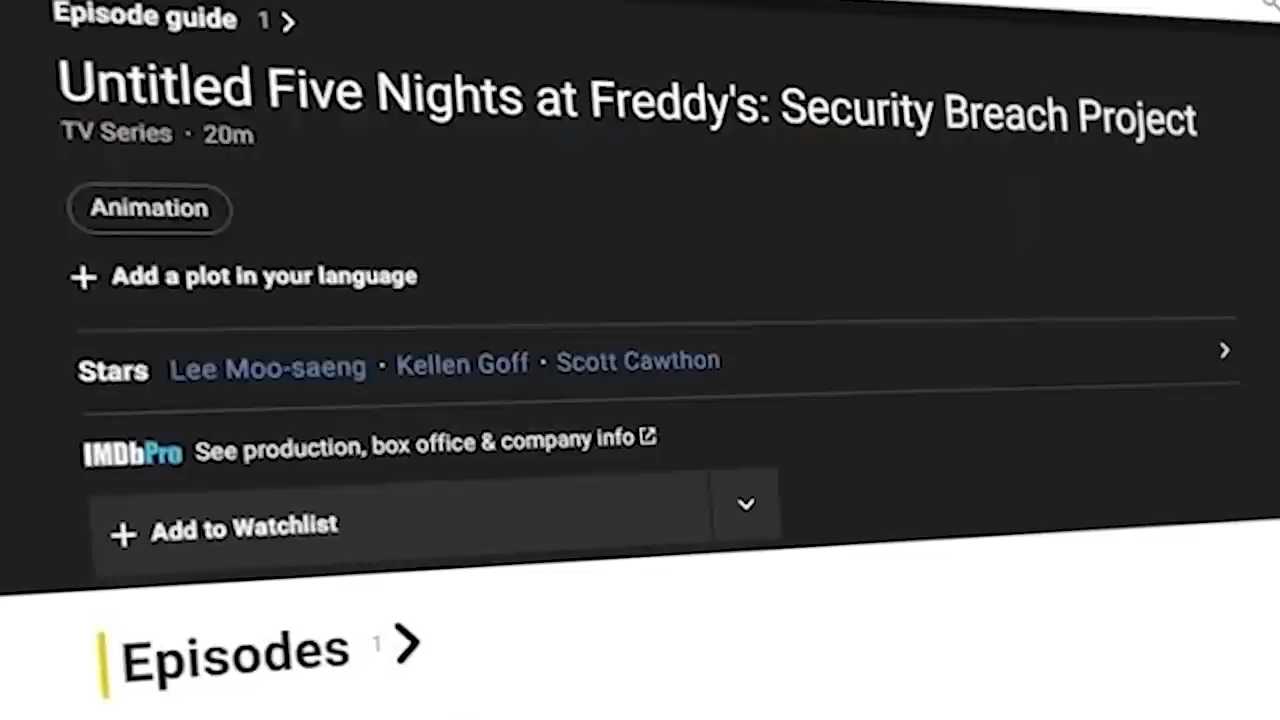 Episode guide 1
Untitled Five Nights at Freddy's: Security Breach Project
TV Series · 20m
Animation
+ Add a plot in your language
Stars Lee Moo-saeng · Kellen Goff · Scott Cawthon
IMDbPro See production, box office & company info
+ Add to Watchlist
Episodes 1